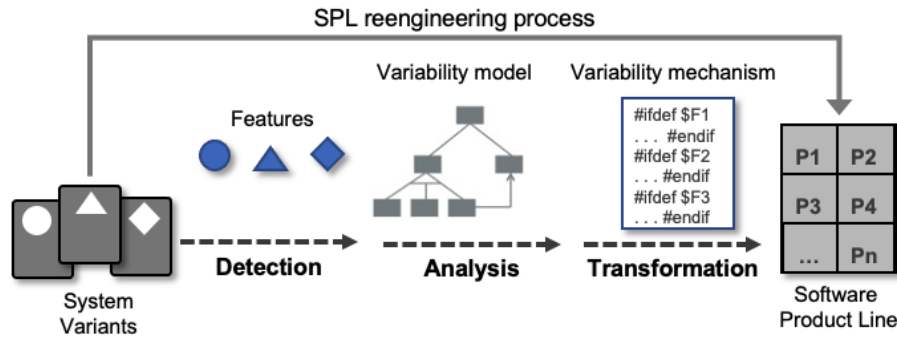 SPL reengineering process
Variability model
Variability mechanism
Features
#ifdef $F1
. . . #endif
#ifdef $F2
. . . #endif
#ifdef $F3
. . . #endif
P1 P2
P3 P4
... Pn
Detection
Analysis
Transformation
System
Variants
Software
Product Line